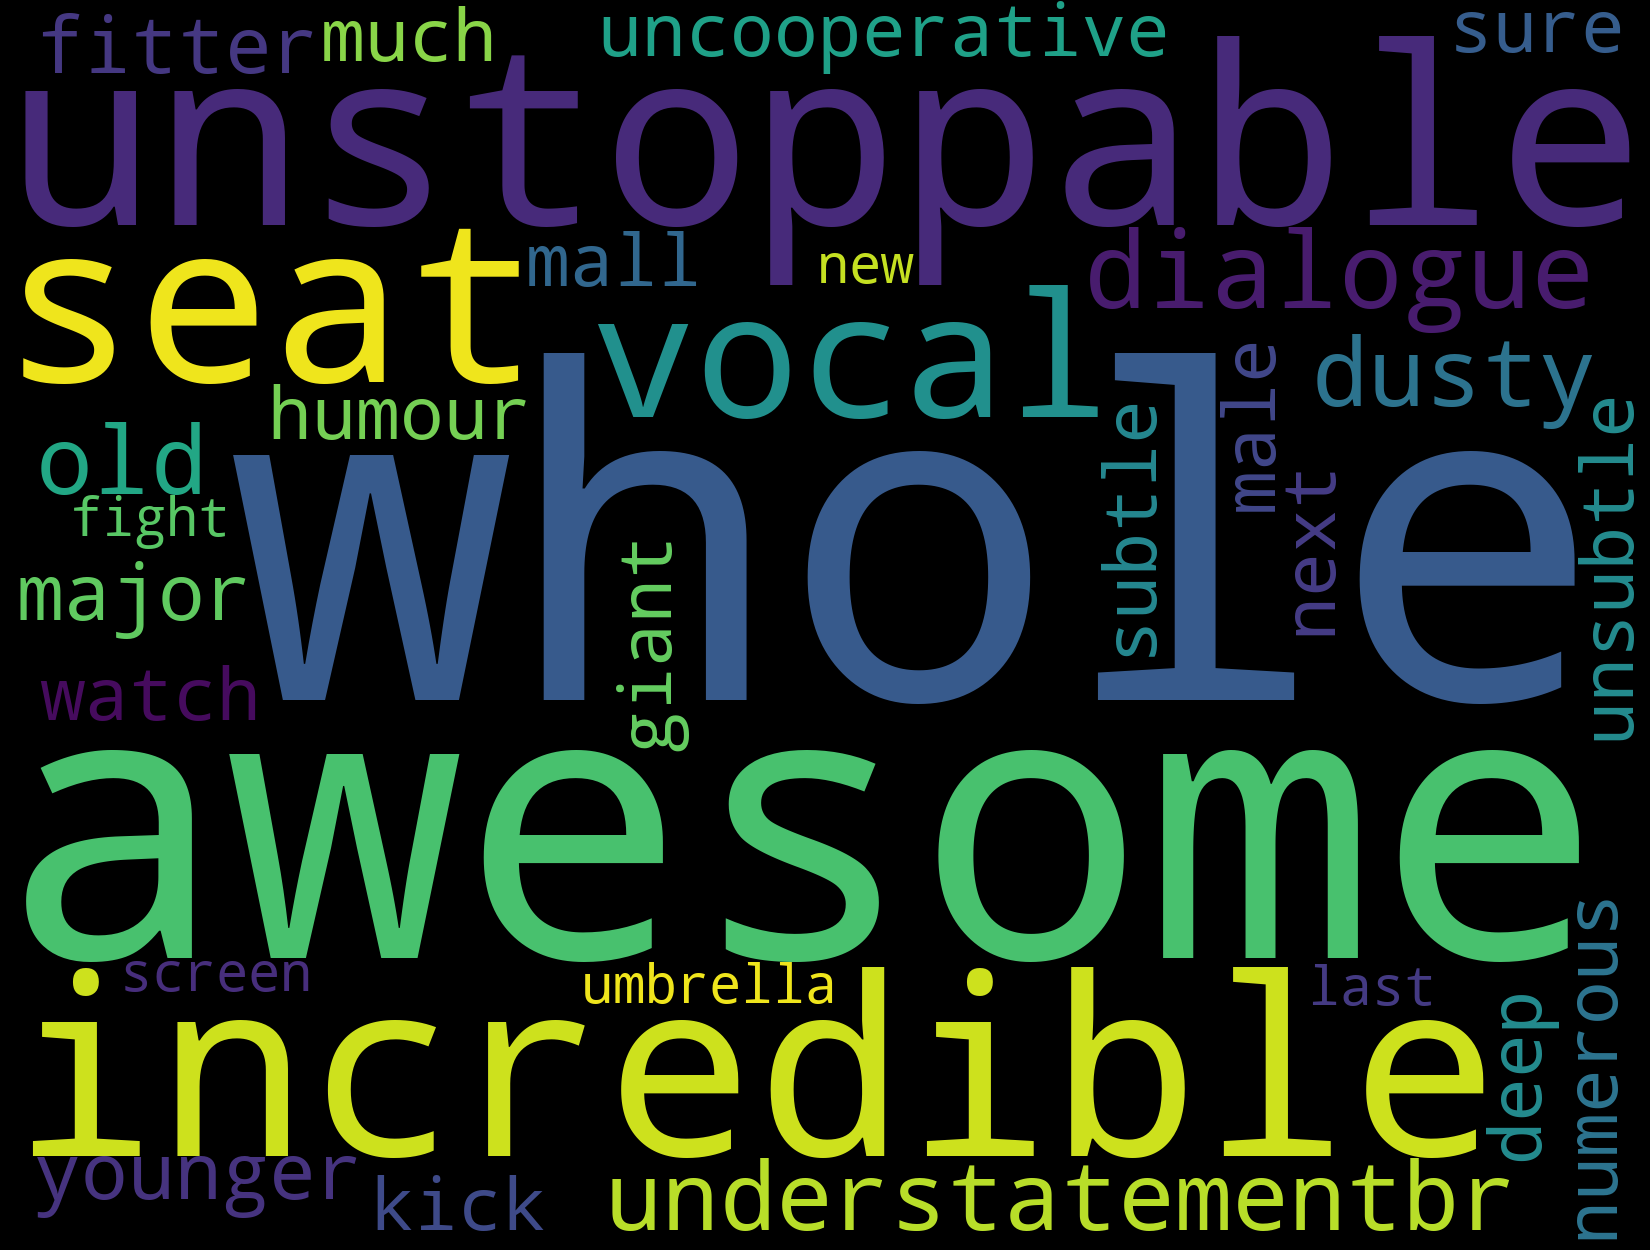 fitter much uncooperative sure
unstoppable
seat mall new dialogue
vocal
humour
dusty
old
fight
major
whole
subtle
male
next
unsubtle
giant
watch
awesome
screen umbrella last
incredible
deep
numerous
younger kick understatementbr